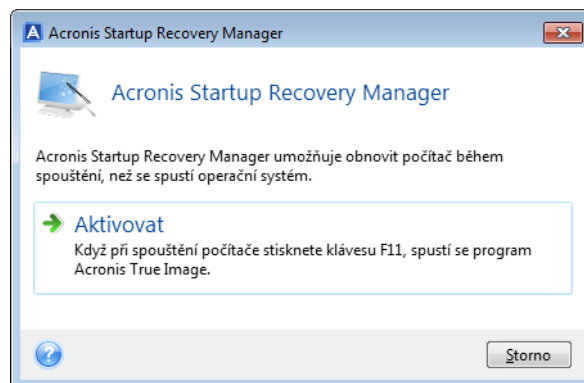 Acronis Startup Recovery Manager
Acronis Startup Recovery Manager
Acronis Startup Recovery Manager umožňuje obnovit počítač během
spouštění, než se spustí operační systém.
Aktivovat
Když při spouštění počítače stisknete klávesu F11, spustí se program
Acronis True Image.
Storno